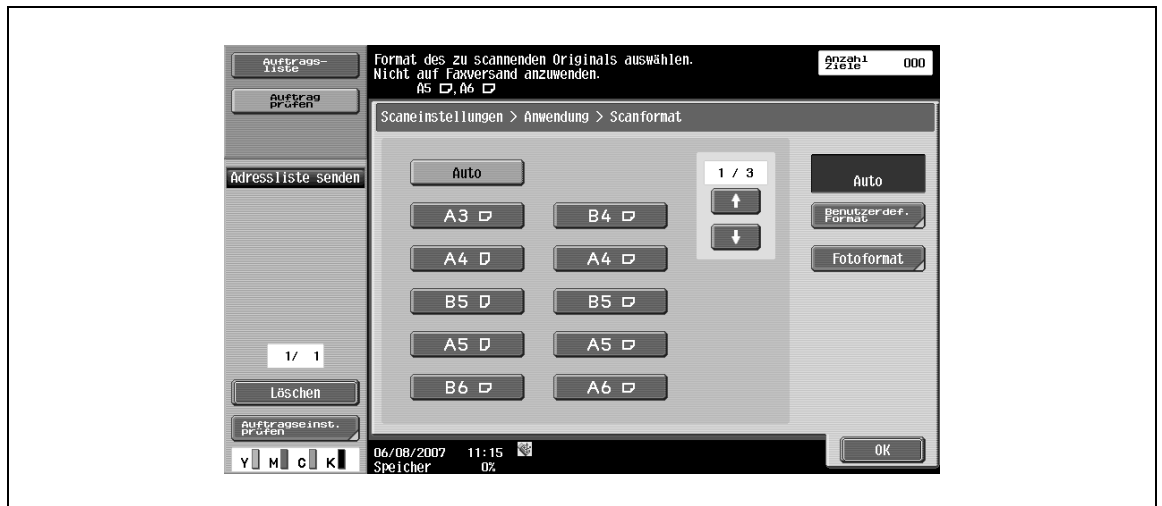 Auftrags-
liste
Auftrag
prüfen
Adressliste senden
1/ 1
Löschen
Auftragseinst.
prüfen
Y M C K
Format des zu scannenden Originals auswählen.
Nicht auf Faxversand anzuwenden.
A5, A6
Anzahl
Ziele 000
Scaneinstellungen > Anwendung > Scanformat
Auto
A3 B4
A4 A4
B5 B5
A5 A5
B6 A6
1 / 3
Auto
Benutzerdef.
Format
Fotoformat
06/08/2007 11:15
Speicher 0%
OK